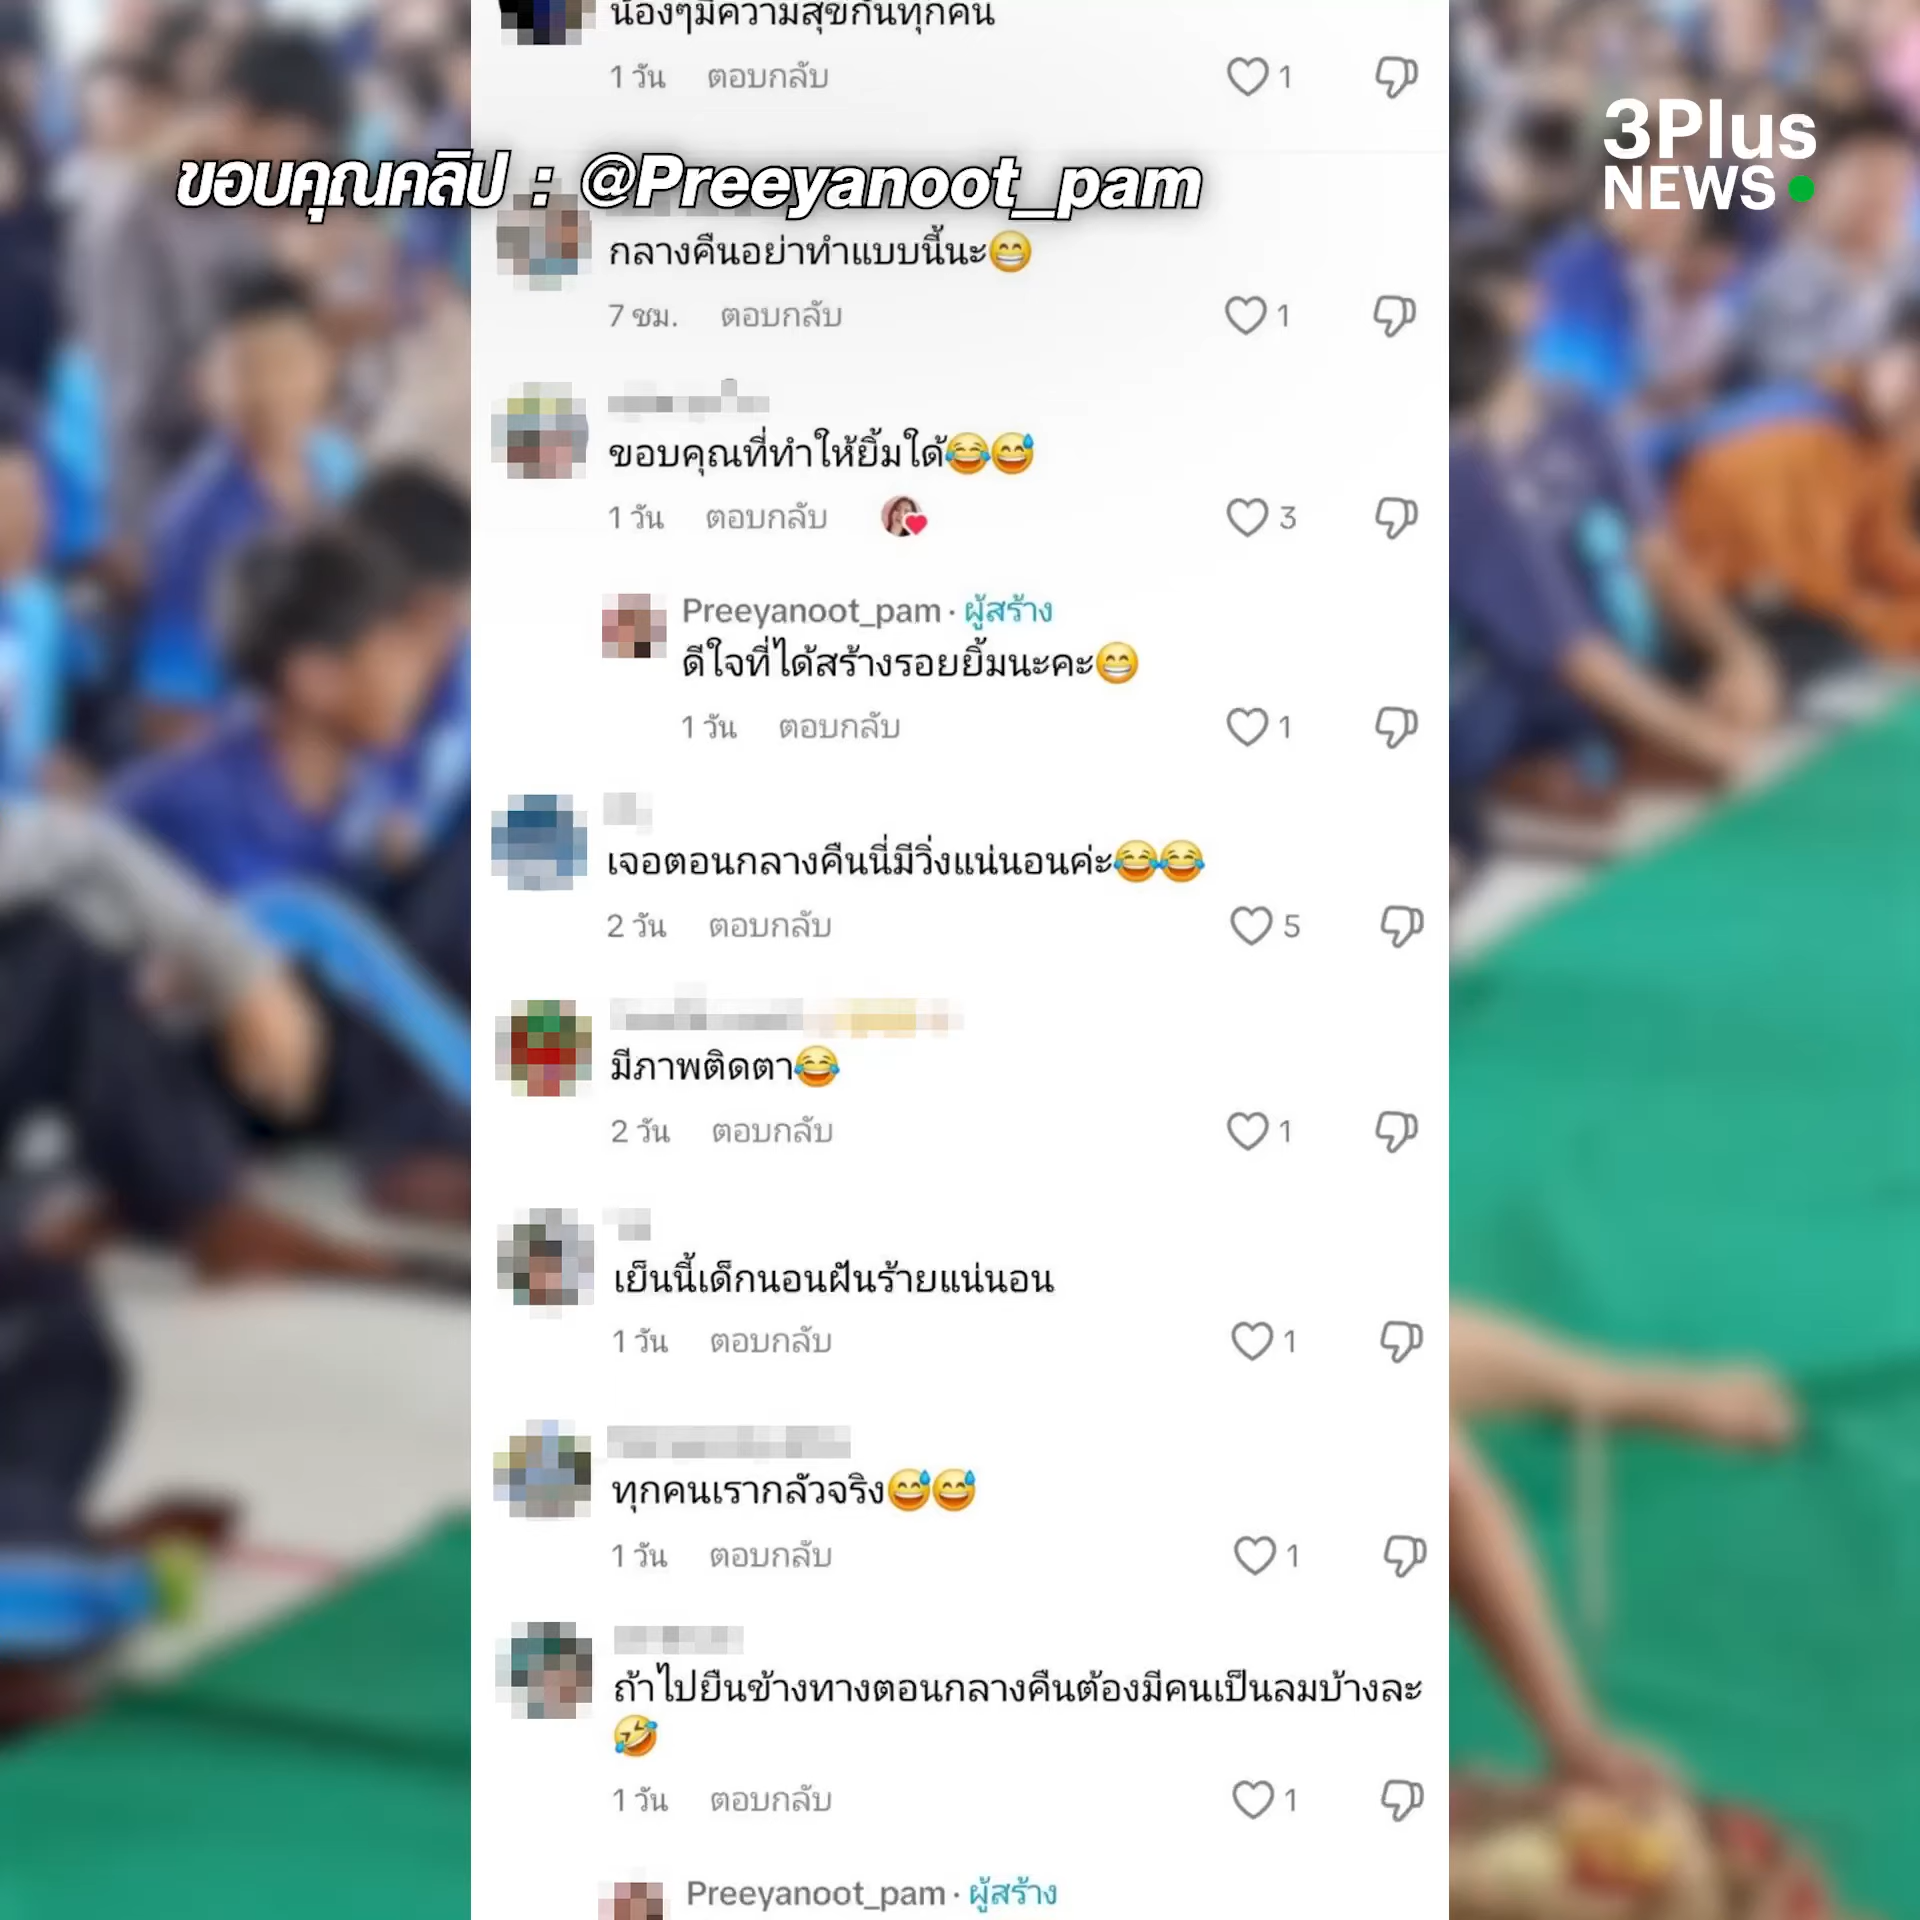 น้องๆมีความสุขกันทุกคน
1 วัน ตอบกลับ 1
3Plus
NEWS
ขอบคุณคลิป : @Preeyanoot_pam
กลางคืนอย่าทำแบบนี้นะ😁
7 ชม. ตอบกลับ 1
ขอบคุณที่ทำให้ยิ้มใด้😂😅
1 วัน ตอบกลับ 3
Preeyanoot_pam · ผู้สร้าง
ดีใจที่ได้สร้างรอยยิ้มนะคะ😁
1 วัน ตอบกลับ 1
เจอตอนกลางคืนนี่มีวิ่งแน่นอนค่ะ😂😂
2 วัน ตอบกลับ 5
มีภาพติดตา😂
2 วัน ตอบกลับ 1
เย็นนี้เด็กนอนฝันร้ายแน่นอน
1 วัน ตอบกลับ 1
ทุกคนเรากลัวจริง😅😅
1 วัน ตอบกลับ 1
ถ้าไปยืนข้างทางตอนกลางคืนต้องมีคนเป็นลมบ้างละ
🤣
1 วัน ตอบกลับ 1
Preeyanoot_pam · ผู้สร้าง